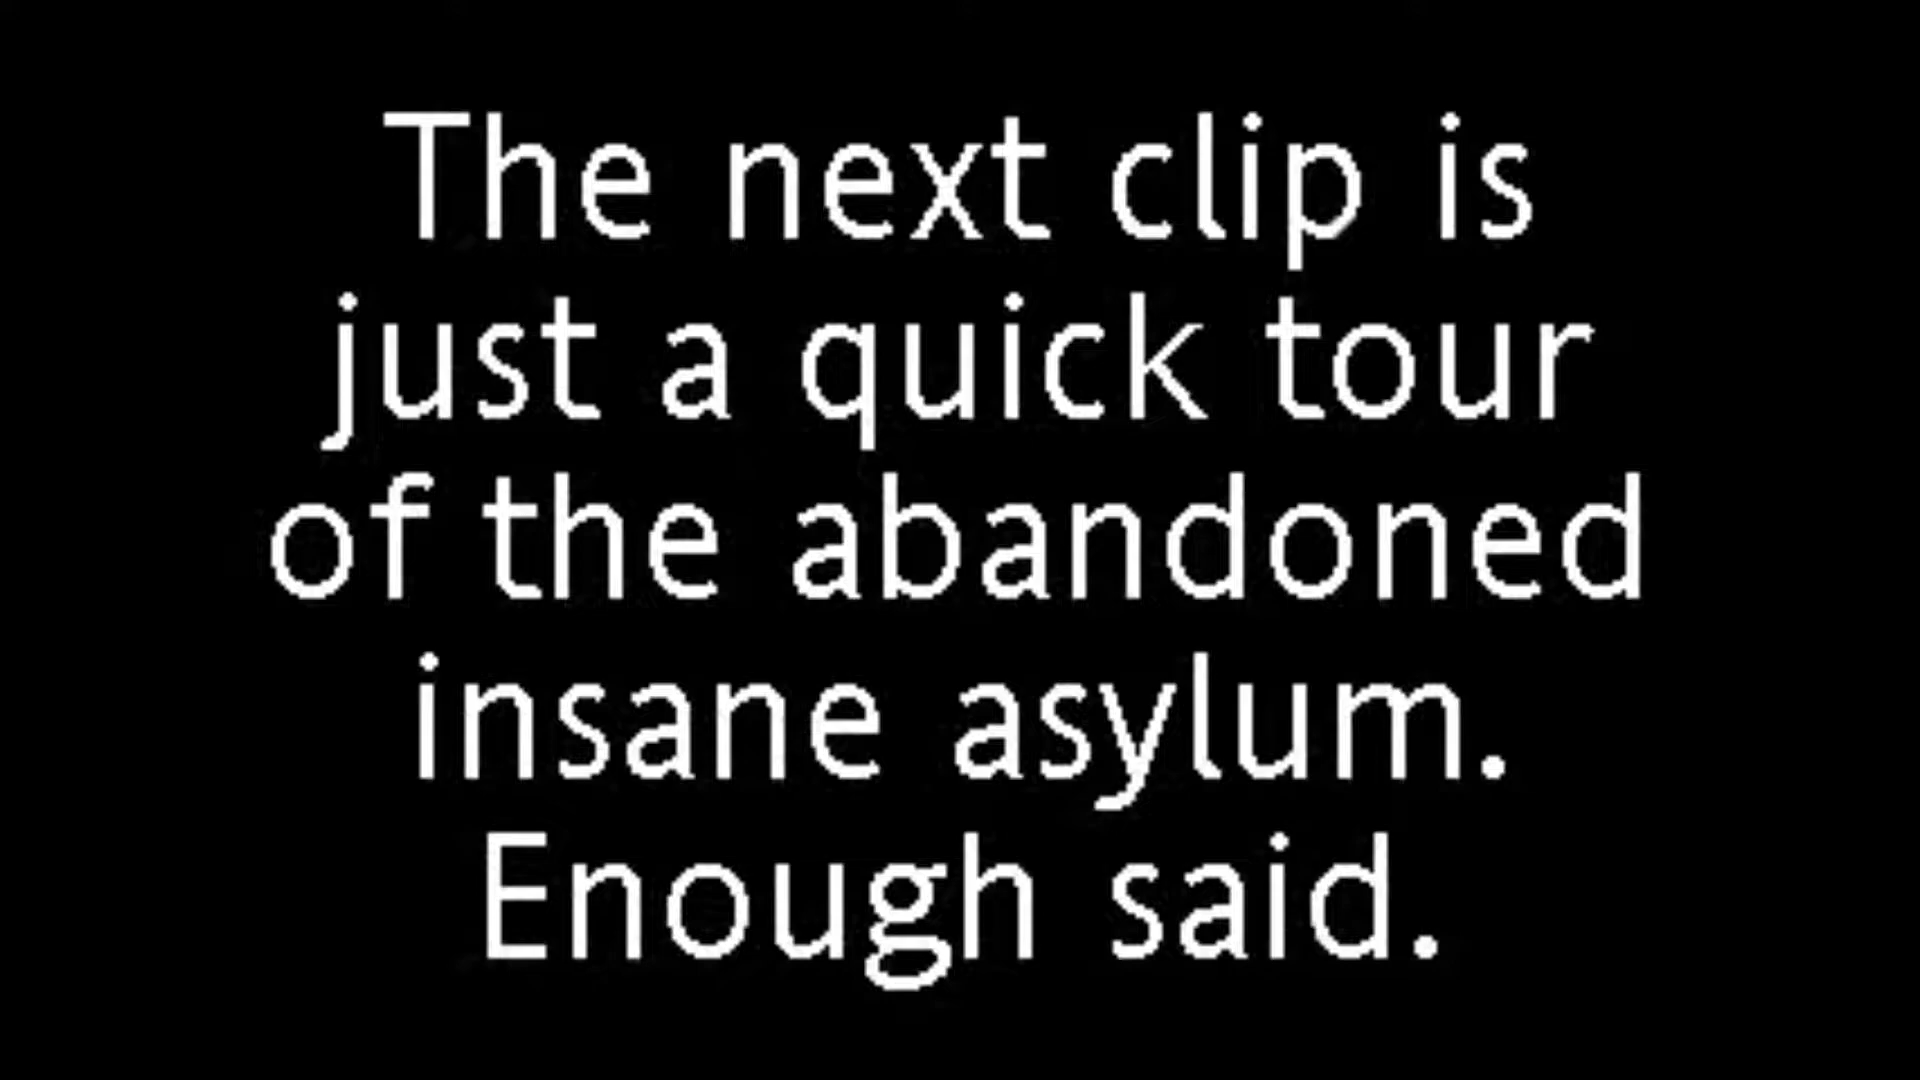 The next clip is
just a quick tour
of the abandoned
insane asylum.
Enough said.